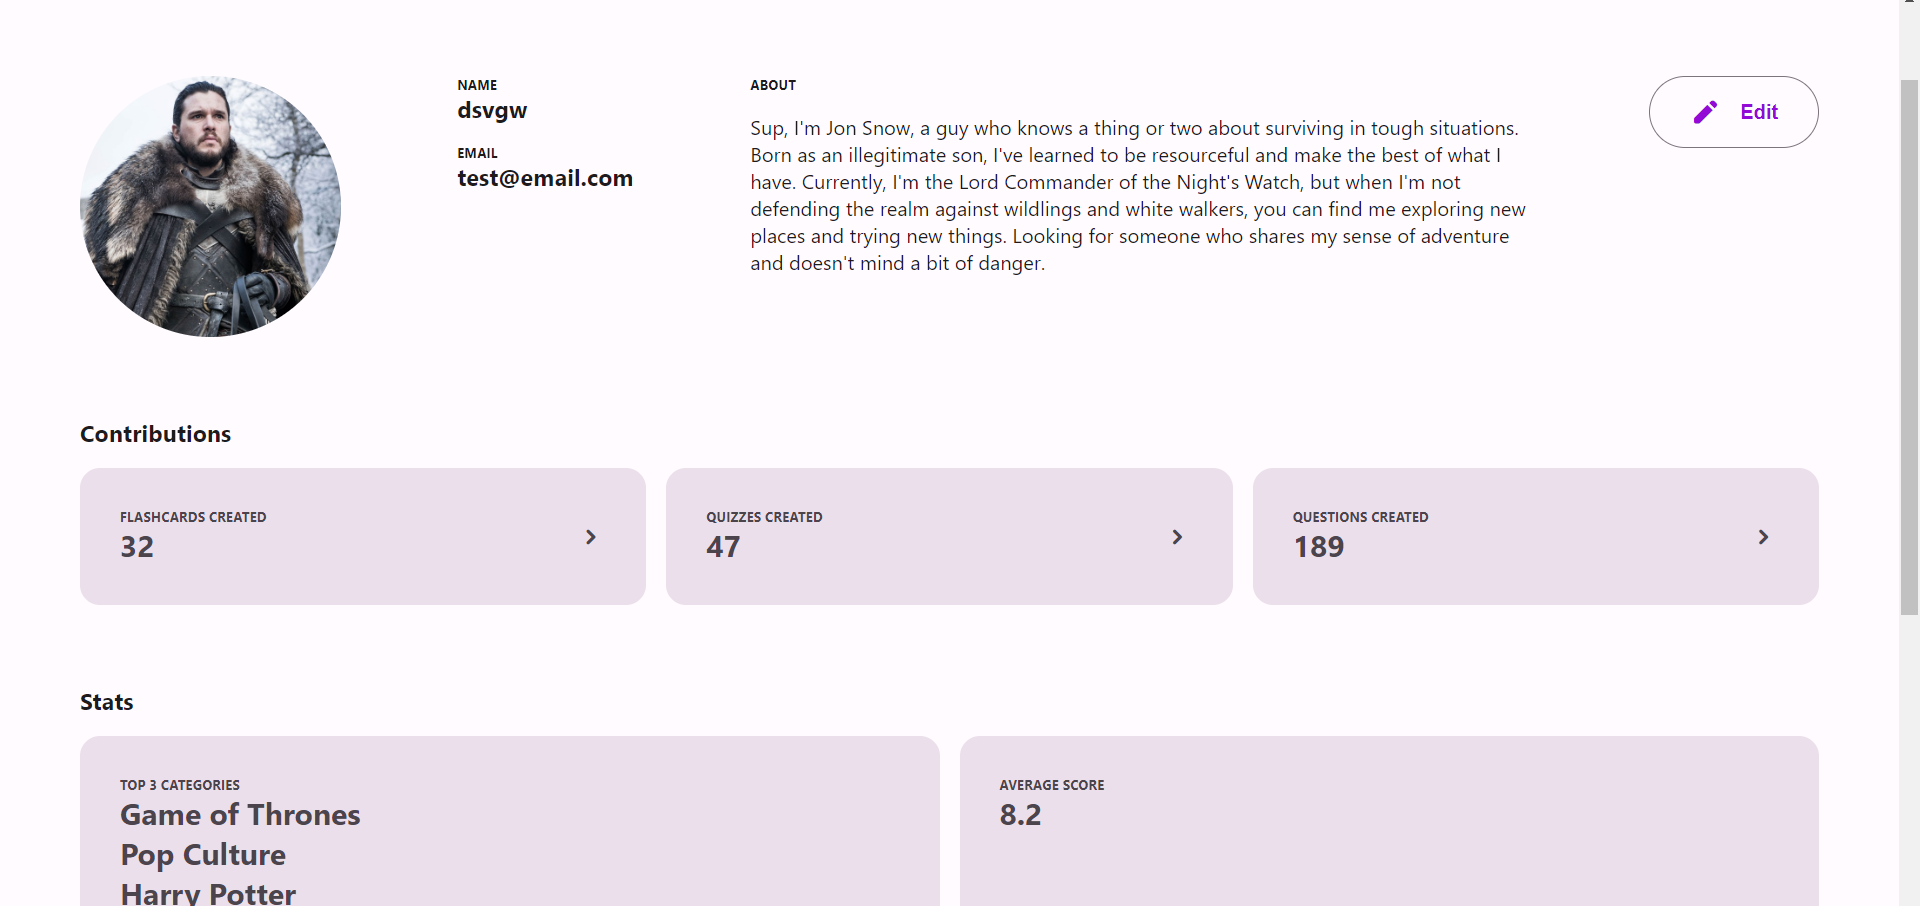 NAME
dsvgw
EMAIL
test@email.com
ABOUT
Sup, I'm Jon Snow, a guy who knows a thing or two about surviving in tough situations.
Born as an illegitimate son, I've learned to be resourceful and make the best of what I
have. Currently, I'm the Lord Commander of the Night's Watch, but when I'm not
defending the realm against wildlings and white walkers, you can find me exploring new
places and trying new things. Looking for someone who shares my sense of adventure
and doesn't mind a bit of danger.
Edit
Contributions
FLASHCARDS CREATED
32
QUIZZES CREATED
47
QUESTIONS CREATED
189
Stats
TOP 3 CATEGORIES
Game of Thrones
Pop Culture
Harry Potter
AVERAGE SCORE
8.2